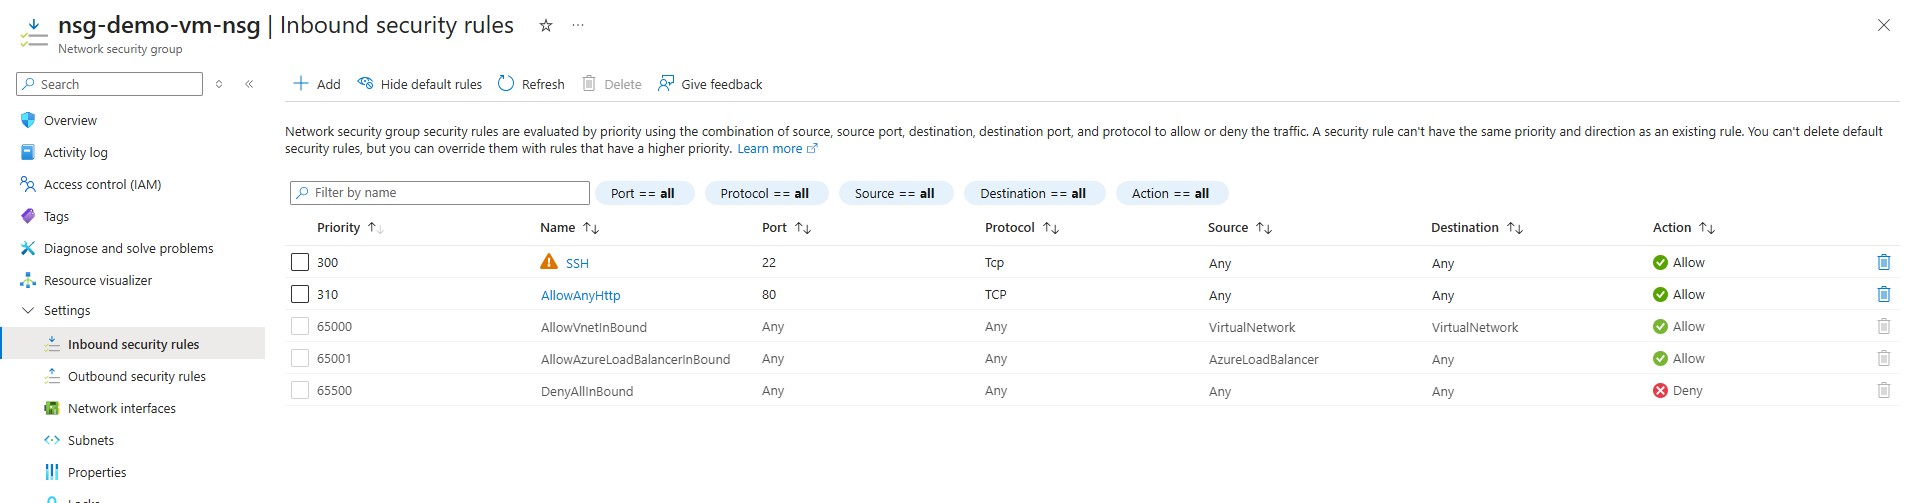 nsg-demo-vm-nsg | Inbound security rules
Network security group
Search
Overview
Activity log
Access control (IAM)
Tags
Diagnose and solve problems
Resource visualizer
Settings
Inbound security rules
Outbound security rules
Network interfaces
Subnets
Properties
Locks
Add Hide default rules Refresh Delete Give feedback
Network security group security rules are evaluated by priority using the combination of source, source port, destination, destination port, and protocol to allow or deny the traffic. A security rule can't have the same priority and direction as an existing rule. You can't delete default
security rules, but you can override them with rules that have a higher priority. Learn more
Filter by name Port == all Protocol == all Source == all Destination == all Action == all
Priority Name Port Protocol Source Destination Action
300 SSH 22 Tcp Any Any Allow
310 AllowAnyHttp 80 TCP Any Any Allow
65000 AllowVnetInBound Any Any VirtualNetwork VirtualNetwork Allow
65001 AllowAzureLoadBalancerInBound Any Any AzureLoadBalancer Any Allow
65500 DenyAllInBound Any Any Any Any Deny